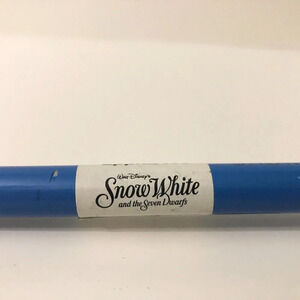 Walt Disney's
Snow White
and the Seven Dwarfs